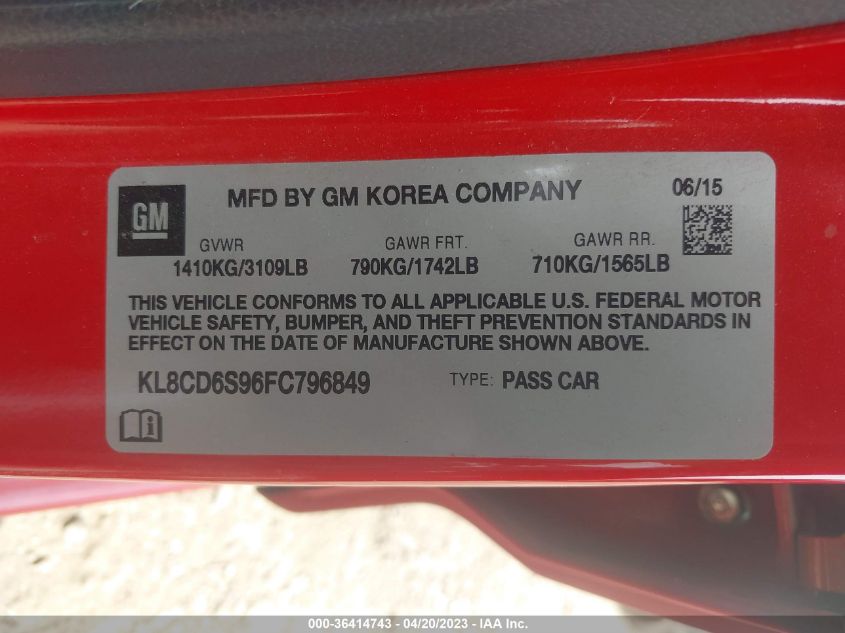 GM
MFD BY GM KOREA COMPANY
06/15
GVWR
GAWR FRT.
GAWR RR.
1410KG/3109LB
790KG/1742LB
710KG/1565LB
THIS VEHICLE CONFORMS TO ALL APPLICABLE U.S. FEDERAL MOTOR
VEHICLE SAFETY, BUMPER, AND THEFT PREVENTION STANDARDS IN
EFFECT ON THE DATE OF MANUFACTURE SHOWN ABOVE.
KL8CD6S96FC796849
TYPE: PASS CAR
i
000-36414743 - 04/20/2023 - IAA Inc.